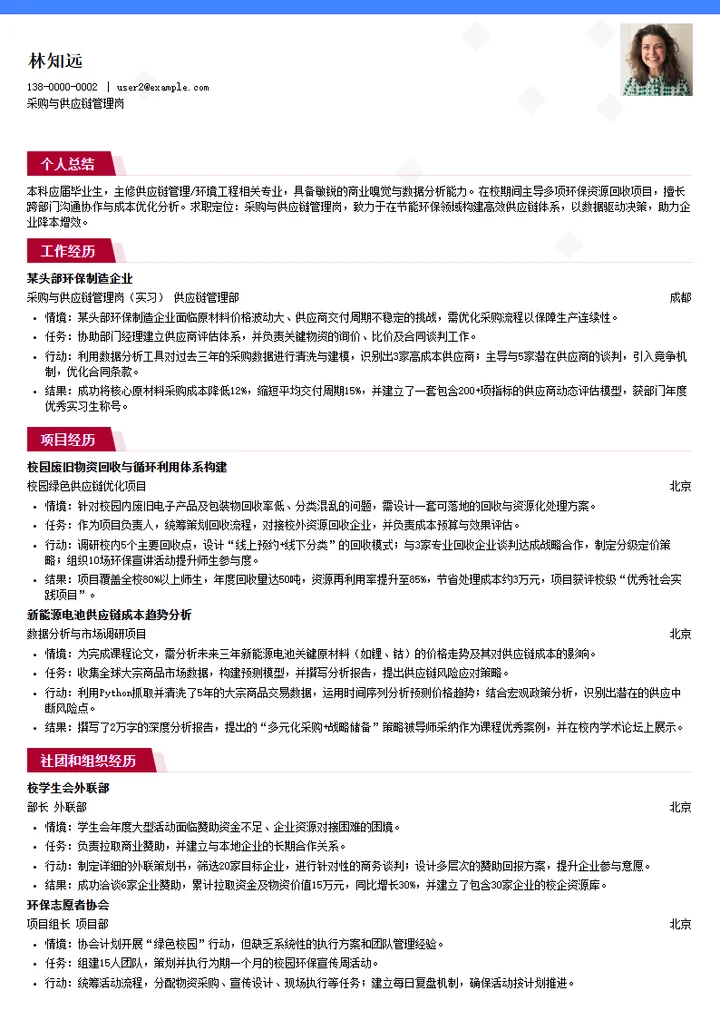 林知远
138-0000-0002 | user2@example.com
采购与供应链管理岗
个人总结
本科应届毕业生，主修供应链管理/环境工程相关专业，具备敏锐的商业嗅觉与数据分析能力。在校期间主导多项环保资源回收项目，擅长
跨部门沟通协作与成本优化分析。求职定位：采购与供应链管理岗，致力于在节能环保领域构建高效供应链体系，以数据驱动决策，助力企
业降本增效。
工作经历
某头部环保制造企业
采购与供应链管理岗（实习） 供应链管理部 成都
• 情境：某头部环保制造企业面临原材料价格波动大、供应商交付周期不稳定的挑战，需优化采购流程以保障生产连续性。
• 任务：协助部门经理建立供应商评估体系，并负责关键物资的询价、比价及合同谈判工作。
• 行动：利用数据分析工具对过去三年的采购数据进行清洗与建模，识别出3家高成本供应商；主导与5家潜在供应商的谈判，引入竞争机
制，优化合同条款。
• 结果：成功将核心原材料采购成本降低12%，缩短平均交付周期15%，并建立了一套包含200+项指标的供应商动态评估模型，获部门年度
优秀实习生称号。
项目经历
校园废旧物资回收与循环利用体系构建
校园绿色供应链优化项目 北京
• 情境：针对校园内废旧电子产品及包装物回收率低、分类混乱的问题，需设计一套可落地的回收与资源化处理方案。
• 任务：作为项目负责人，统筹策划回收流程，对接校外资源回收企业，并负责成本预算与效果评估。
• 行动：调研校内5个主要回收点，设计“线上预约+线下分类”的回收模式；与3家专业回收企业谈判达成战略合作，制定分级定价策
略；组织10场环保宣讲活动提升师生参与度。
• 结果：项目覆盖全校80%以上师生，年度回收量达50吨，资源再利用率提升至85%，节省处理成本约3万元，项目获评校级“优秀社会实
践项目”。
新能源电池供应链成本趋势分析
数据分析与市场调研项目 北京
• 情境：为完成课程论文，需分析未来三年新能源电池关键原材料（如锂、钴）的价格走势及其对供应链成本的影响。
• 任务：收集全球大宗商品市场数据，构建预测模型，并撰写分析报告，提出供应链风险应对策略。
• 行动：利用Python抓取并清洗了5年的大宗商品交易数据，运用时间序列分析预测价格趋势；结合宏观政策分析，识别出潜在的供应中
断风险点。
• 结果：撰写了2万字的深度分析报告，提出的“多元化采购+战略储备”策略被导师采纳作为课程优秀案例，并在校内学术论坛上展示。
社团和组织经历
校学生会外联部
部长 外联部 北京
• 情境：学生会年度大型活动面临赞助资金不足、企业资源对接困难的困境。
• 任务：负责拉取商业赞助，并建立与本地企业的长期合作关系。
• 行动：制定详细的外联策划书，筛选20家目标企业，进行针对性的商务谈判；设计多层次的赞助回报方案，提升企业参与意愿。
• 结果：成功洽谈6家企业赞助，累计拉取资金及物资价值15万元，同比增长30%，并建立了包含30家企业的校企资源库。
环保志愿者协会
项目组长 项目部 北京
• 情境：协会计划开展“绿色校园”行动，但缺乏系统性的执行方案和团队管理经验。
• 任务：组建15人团队，策划并执行为期一个月的校园环保宣传周活动。
• 行动：统筹活动流程，分配物资采购、宣传设计、现场执行等任务；建立每日复盘机制，确保活动按计划推进。